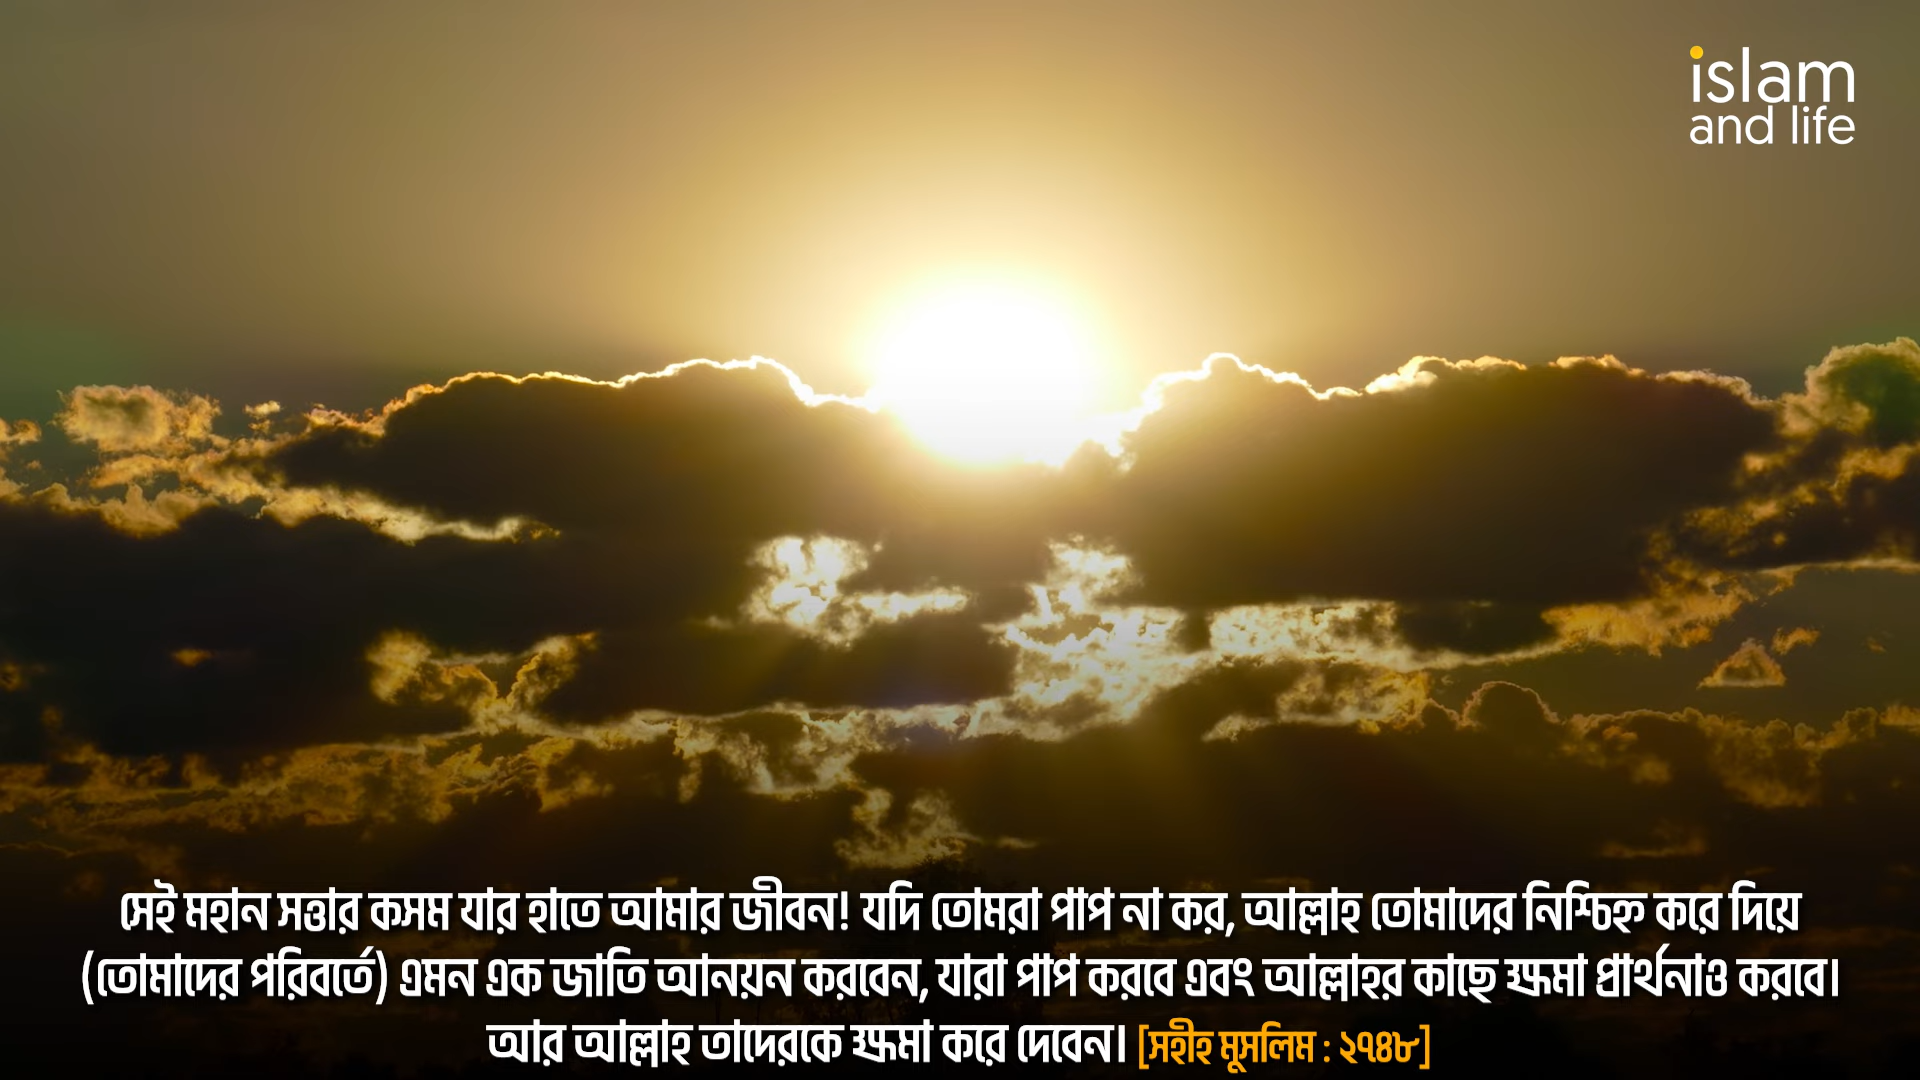 islam
and life
সেই মহান সত্তার কসম যার হাতে আমার জীবন! যদি তোমরা পাপ না কর, আল্লাহ তোমাদের নিশ্চিহ্ন করে দিয়ে
(তোমাদের পরিবর্তে) এমন এক জাতি আনয়ন করবেন, যারা পাপ করবে এবং আল্লাহর কাছে ক্ষমা প্রার্থনাও করবে।
আর আল্লাহ তাদেরকে ক্ষমা করে দেবেন। [সহীহ মুসলিম : ২৭৪৮]